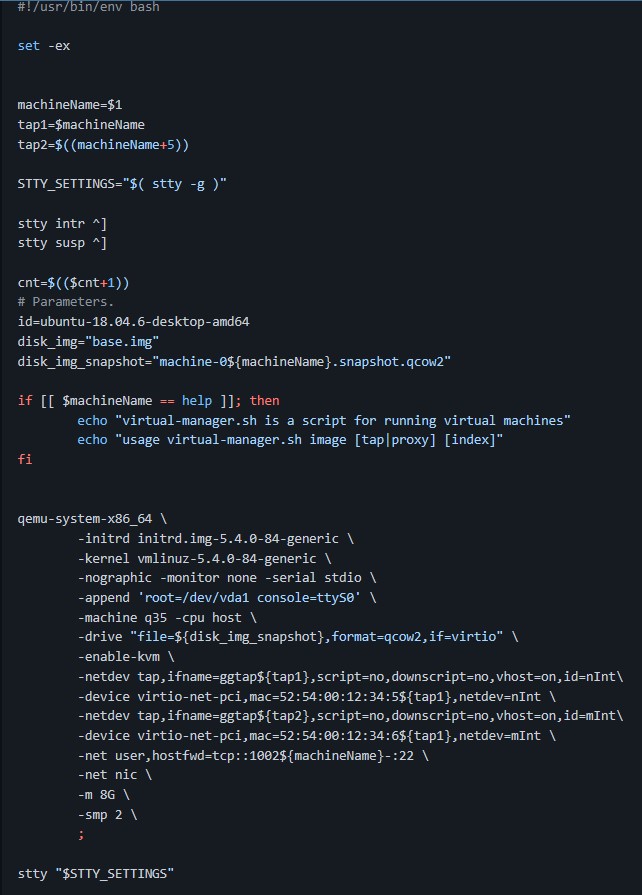 #!/usr/bin/env bash
set -ex
machineName=$1
tap1=$machineName
tap2=$((machineName+5))
STTY_SETTINGS="$( stty -g )"
stty intr ^]
stty susp ^]
cnt=$(($cnt+1))
# Parameters.
id=ubuntu-18.04.6-desktop-amd64
disk_img="base.img"
disk_img_snapshot="machine-0${machineName}.snapshot.qcow2"
if [[ $machineName == help ]]; then
echo "virtual-manager.sh is a script for running virtual machines"
echo "usage virtual-manager.sh image [tap|proxy] [index]"
fi
qemu-system-x86_64 \
-initrd initrd.img-5.4.0-84-generic \
-kernel vmlinuz-5.4.0-84-generic \
-nographic -monitor none -serial stdio \
-append 'root=/dev/vda1 console=ttyS0' \
-machine q35 -cpu host \
-drive "file=${disk_img_snapshot},format=qcow2,if=virtio" \
-enable-kvm \
-netdev tap,ifname=ggtap${tap1},script=no,downscript=no,vhost=on,id=nInt\
-device virtio-net-pci,mac=52:54:00:12:34:5${tap1},netdev=nInt \
-netdev tap,ifname=ggtap${tap2},script=no,downscript=no,vhost=on,id=mInt\
-device virtio-net-pci,mac=52:54:00:12:34:6${tap1},netdev=mInt \
-net user,hostfwd=tcp::1002${machineName}-:22 \
-net nic \
-m 8G \
-smp 2 \
;
stty "$STTY_SETTINGS"